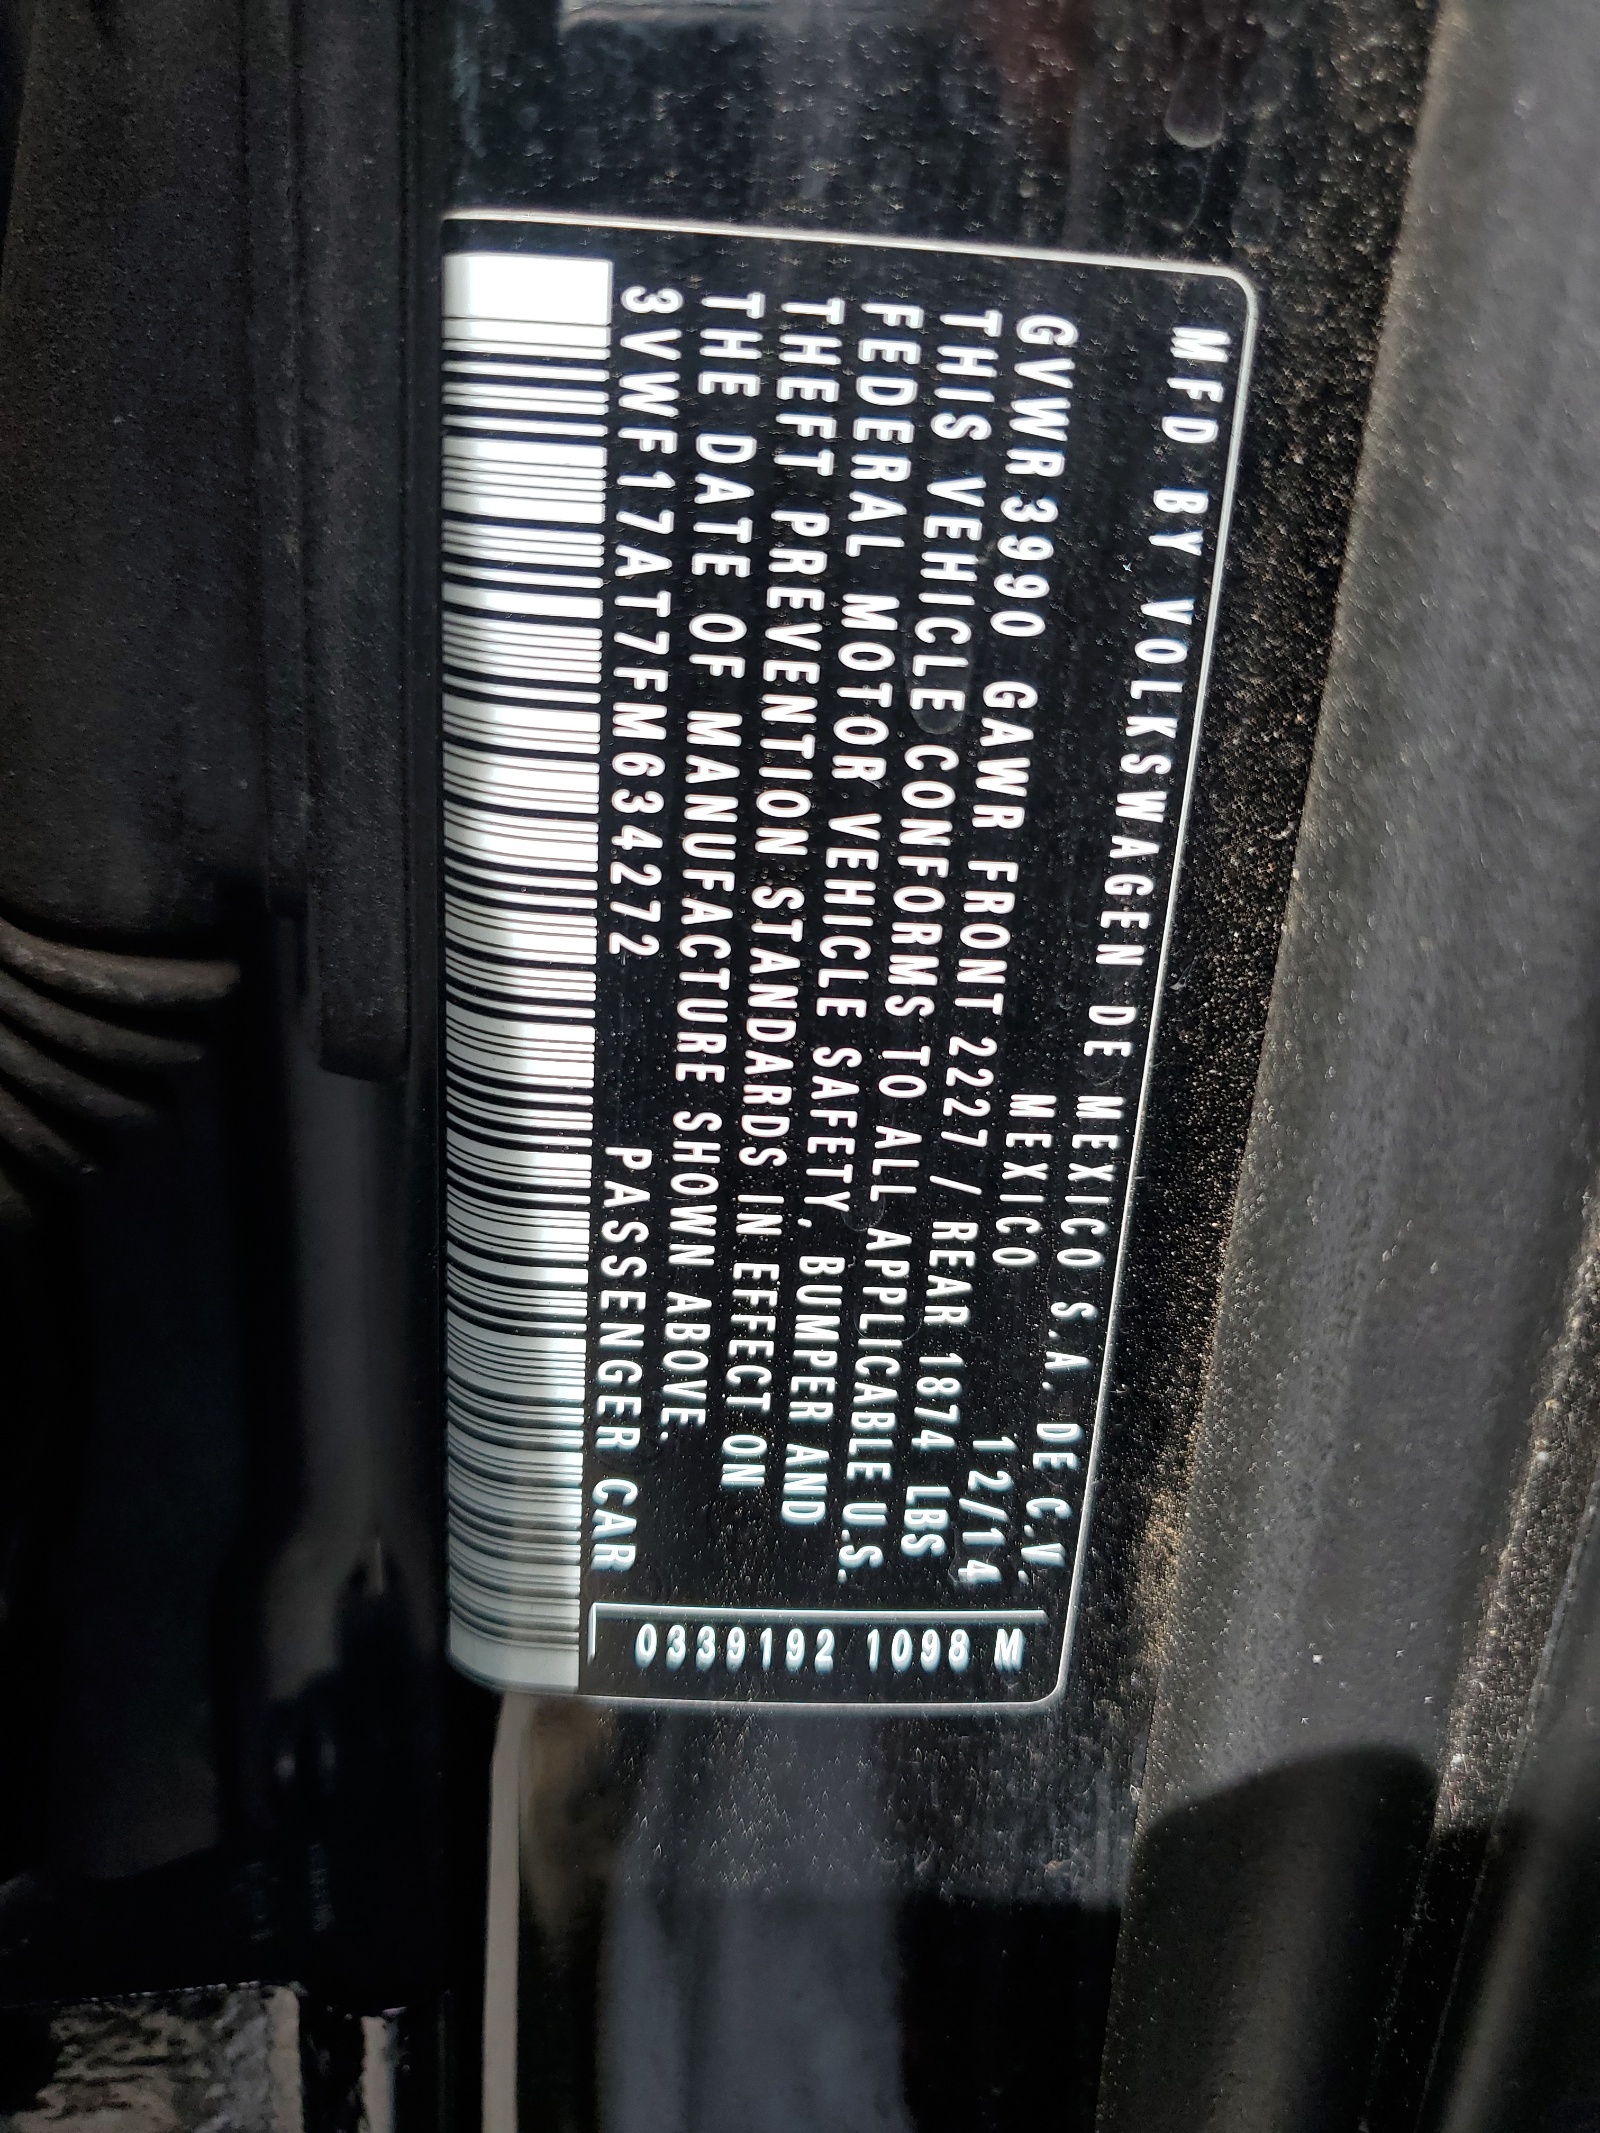 MFD BY VOLKSWAGEN DE MEXICO S.A. DE C.V.
MEXICO 12/14
GVWR 3990 GAWR FRONT 2227 / REAR 1874 LBS
THIS VEHICLE CONFORMS TO ALL APPLICABLE U.S.
FEDERAL MOTOR VEHICLE SAFETY, BUMPER AND
THEFT PREVENTION STANDARDS IN EFFECT ON
THE DATE OF MANUFACTURE SHOWN ABOVE.
3VWF17AT7FM634272 PASSENGER CAR
0339192 1098 M